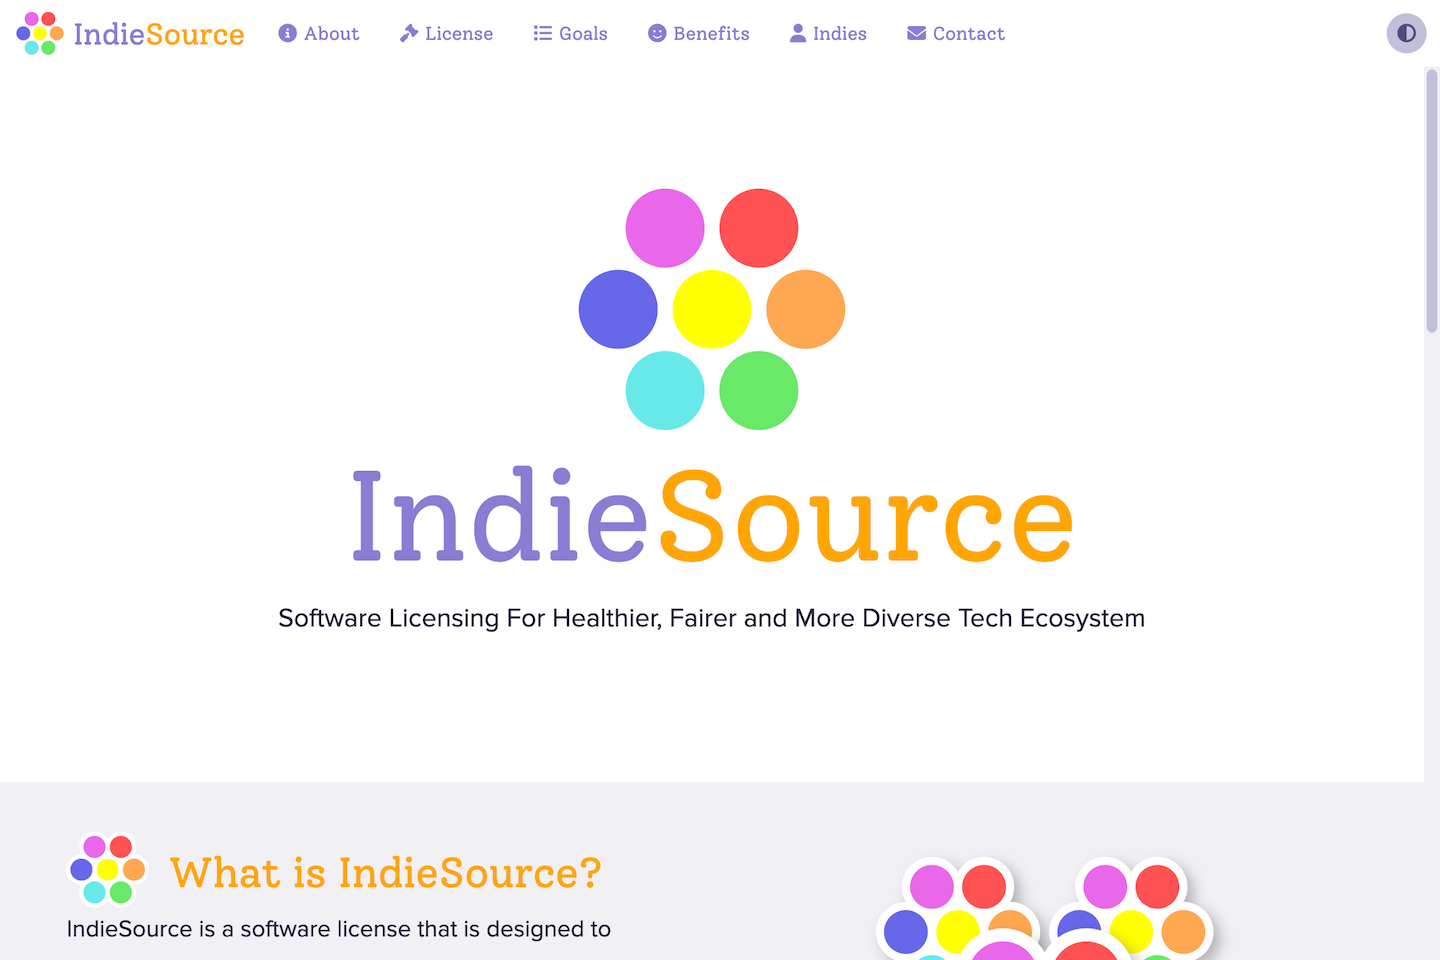 IndieSource
About
License
Goals
Benefits
Indies
Contact
IndieSource
Software Licensing For Healthier, Fairer and More Diverse Tech Ecosystem
What is IndieSource?
IndieSource is a software license that is designed to